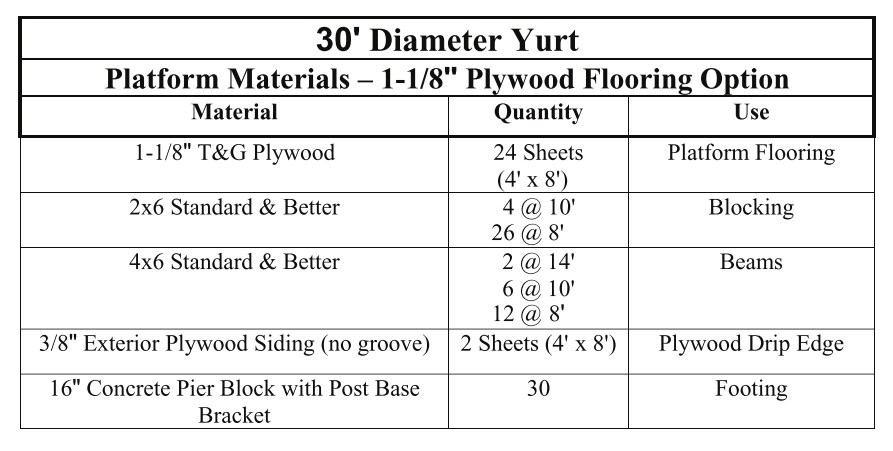 30' Diameter Yurt
Platform Materials – 1-1/8" Plywood Flooring Option
Material Quantity Use
1-1/8" T&G Plywood 24 Sheets Platform Flooring
(4' x 8')
2x6 Standard & Better 4 @ 10' Blocking
26 @ 8'
4x6 Standard & Better 2 @ 14' Beams
6 @ 10'
12 @ 8'
3/8" Exterior Plywood Siding (no groove) 2 Sheets (4' x 8') Plywood Drip Edge
16" Concrete Pier Block with Post Base 30 Footing
Bracket